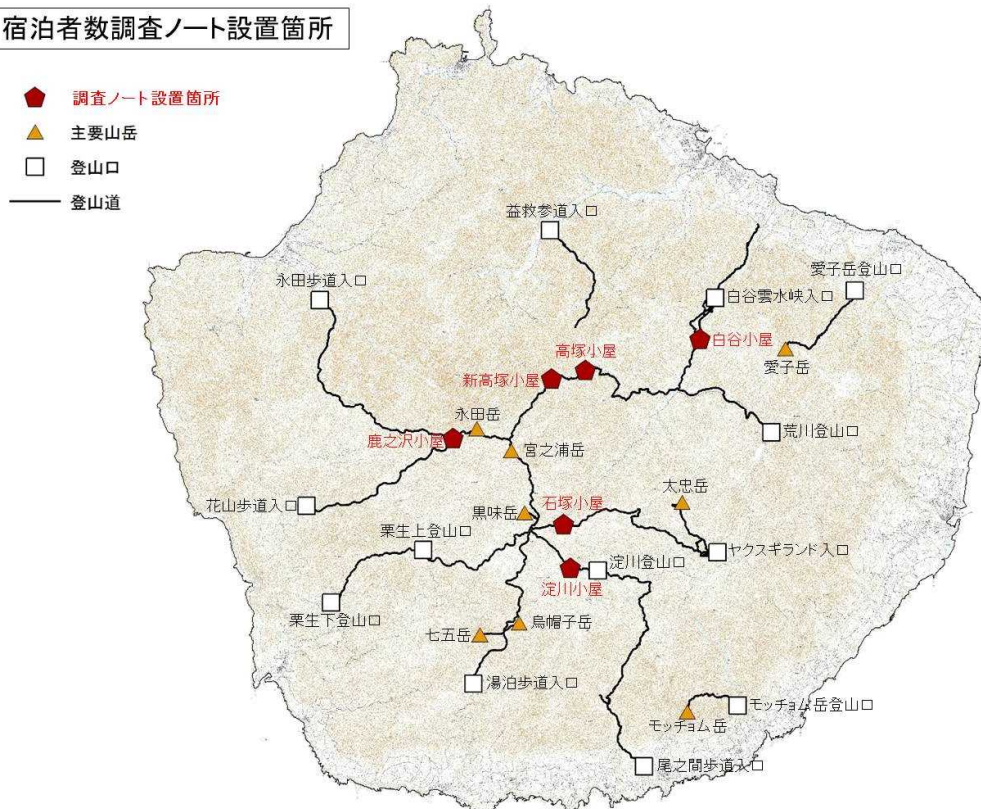 宿泊者数調査ノート設置箇所
調査ノート設置箇所
主要山岳
登山口
登山道
益救参道入口
永田歩道入口
白谷雲水峡入口
愛子岳登山口
白谷小屋
高塚小屋
愛子岳
新高塚小屋
永田岳
荒川登山口
鹿之沢小屋
宮之浦岳
太忠岳
花山歩道入口
石塚小屋
黒味岳
栗生上登山口
ヤクスギランド入口
淀川登山口
淀川小屋
栗生下登山口
烏帽子岳
七五岳
湯泊歩道入口
モッチョム岳登山口
モッチョム岳
尾之間歩道入口